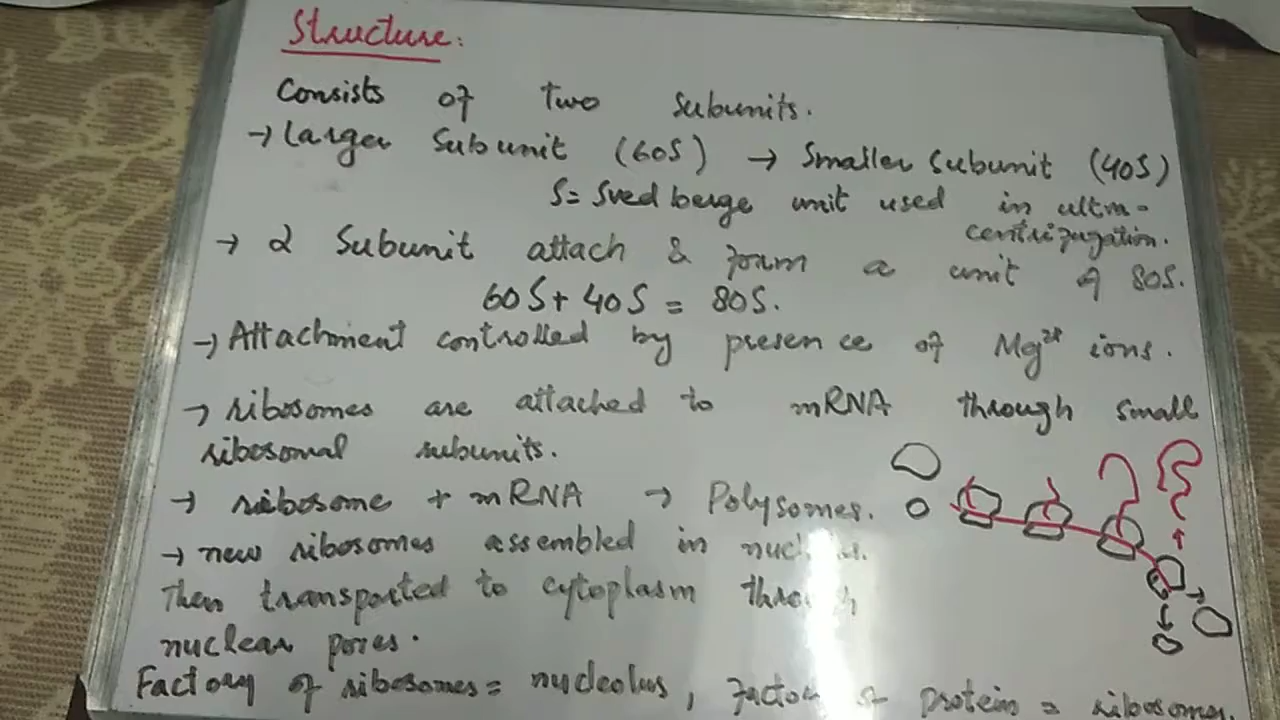 Structure:
Consists of two subunits.
→ Larger Subunit (60S) → Smaller Subunit (40S)
S= Svedberge unit used in ultra-
centrifugation.
→ 2 Subunit attach & form a unit of 80S.
60S + 40S = 80S.
→ Attachment controlled by presence of Mg²⁺ ions.
→ ribosomes are attached to mRNA through small
ribosomal subunits.
→ ribosome + mRNA → Polysomes.
→ new ribosomes assembled in
Then transported to cytoplasm
nuclear pores.
Factory of ribosomes = nucleolus, protein = ribosomes.